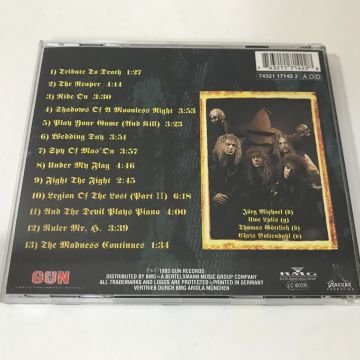 1) Tribute To Death 1:27
2) The Reaper 4:14
3) Ride On 3:30
4) Shadows Of A Moonless Night 3:53
5) Play Your Game (And Kill) 3:23
6) Wedding Day 3:51
7) Spy Of Mas'On 3:57
8) Under My Flag 4:46
9) Fight The Fight 2:45
10) Legion Of The Lost (Part II) 6:18
11) And The Devil Plays Piano 4:00
12) Ruler Mr. H. 3:39
13) The Madness Continues 1:34
74321 17142 2 A D D
Jörg Michael (d)
Uwe Lulis (g)
Thomas Göttlich (b)
Chris Boltendahl (v)
GUN
℗ & © 1993 GUN RECORDS
DISTRIBUTED BY BMG • A BERTELSMANN MUSIC GROUP COMPANY
ALL TRADEMARKS AND LOGOS ARE PROTECTED • PRINTED IN GERMANY
VERTRIEB DURCH BMG ARIOLA MÜNCHEN
BMG
LC 6029